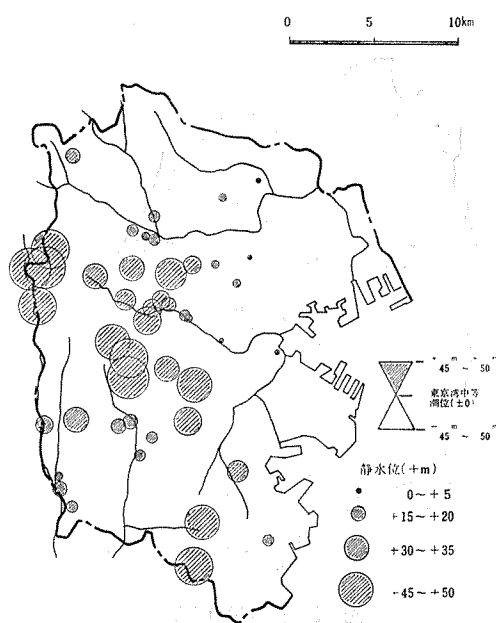 0 5 10km
m m
45 ～ 50
東京湾中等
潮位(±0)
m m
45 ～ 50
静水位(+m)
0～+5
+15～+20
+30～+35
+45～+50